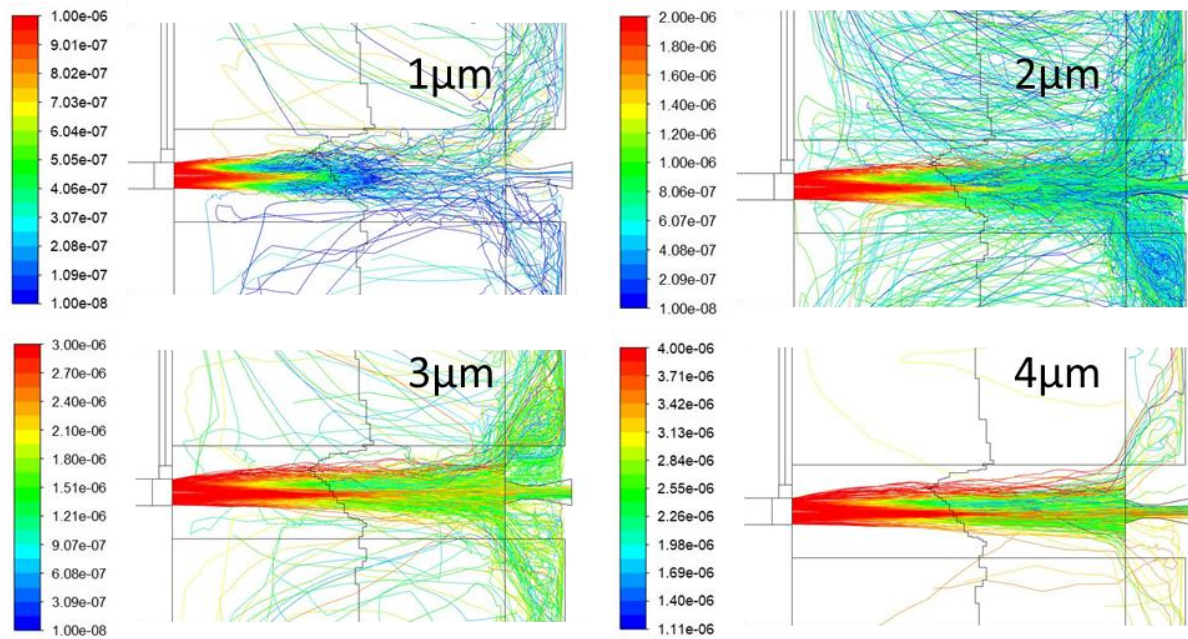 1.00e-06
9.01e-07
8.02e-07
7.03e-07
6.04e-07
5.05e-07
4.06e-07
3.07e-07
2.08e-07
1.09e-07
1.00e-08
1µm
2.00e-06
1.80e-06
1.60e-06
1.40e-06
1.20e-06
1.00e-06
8.06e-07
6.07e-07
4.08e-07
2.09e-07
1.00e-08
2µm
3.00e-06
2.70e-06
2.40e-06
2.10e-06
1.80e-06
1.51e-06
1.21e-06
9.07e-07
6.08e-07
3.09e-07
1.00e-08
3µm
4.00e-06
3.71e-06
3.42e-06
3.13e-06
2.84e-06
2.55e-06
2.26e-06
1.98e-06
1.69e-06
1.40e-06
1.11e-06
4µm